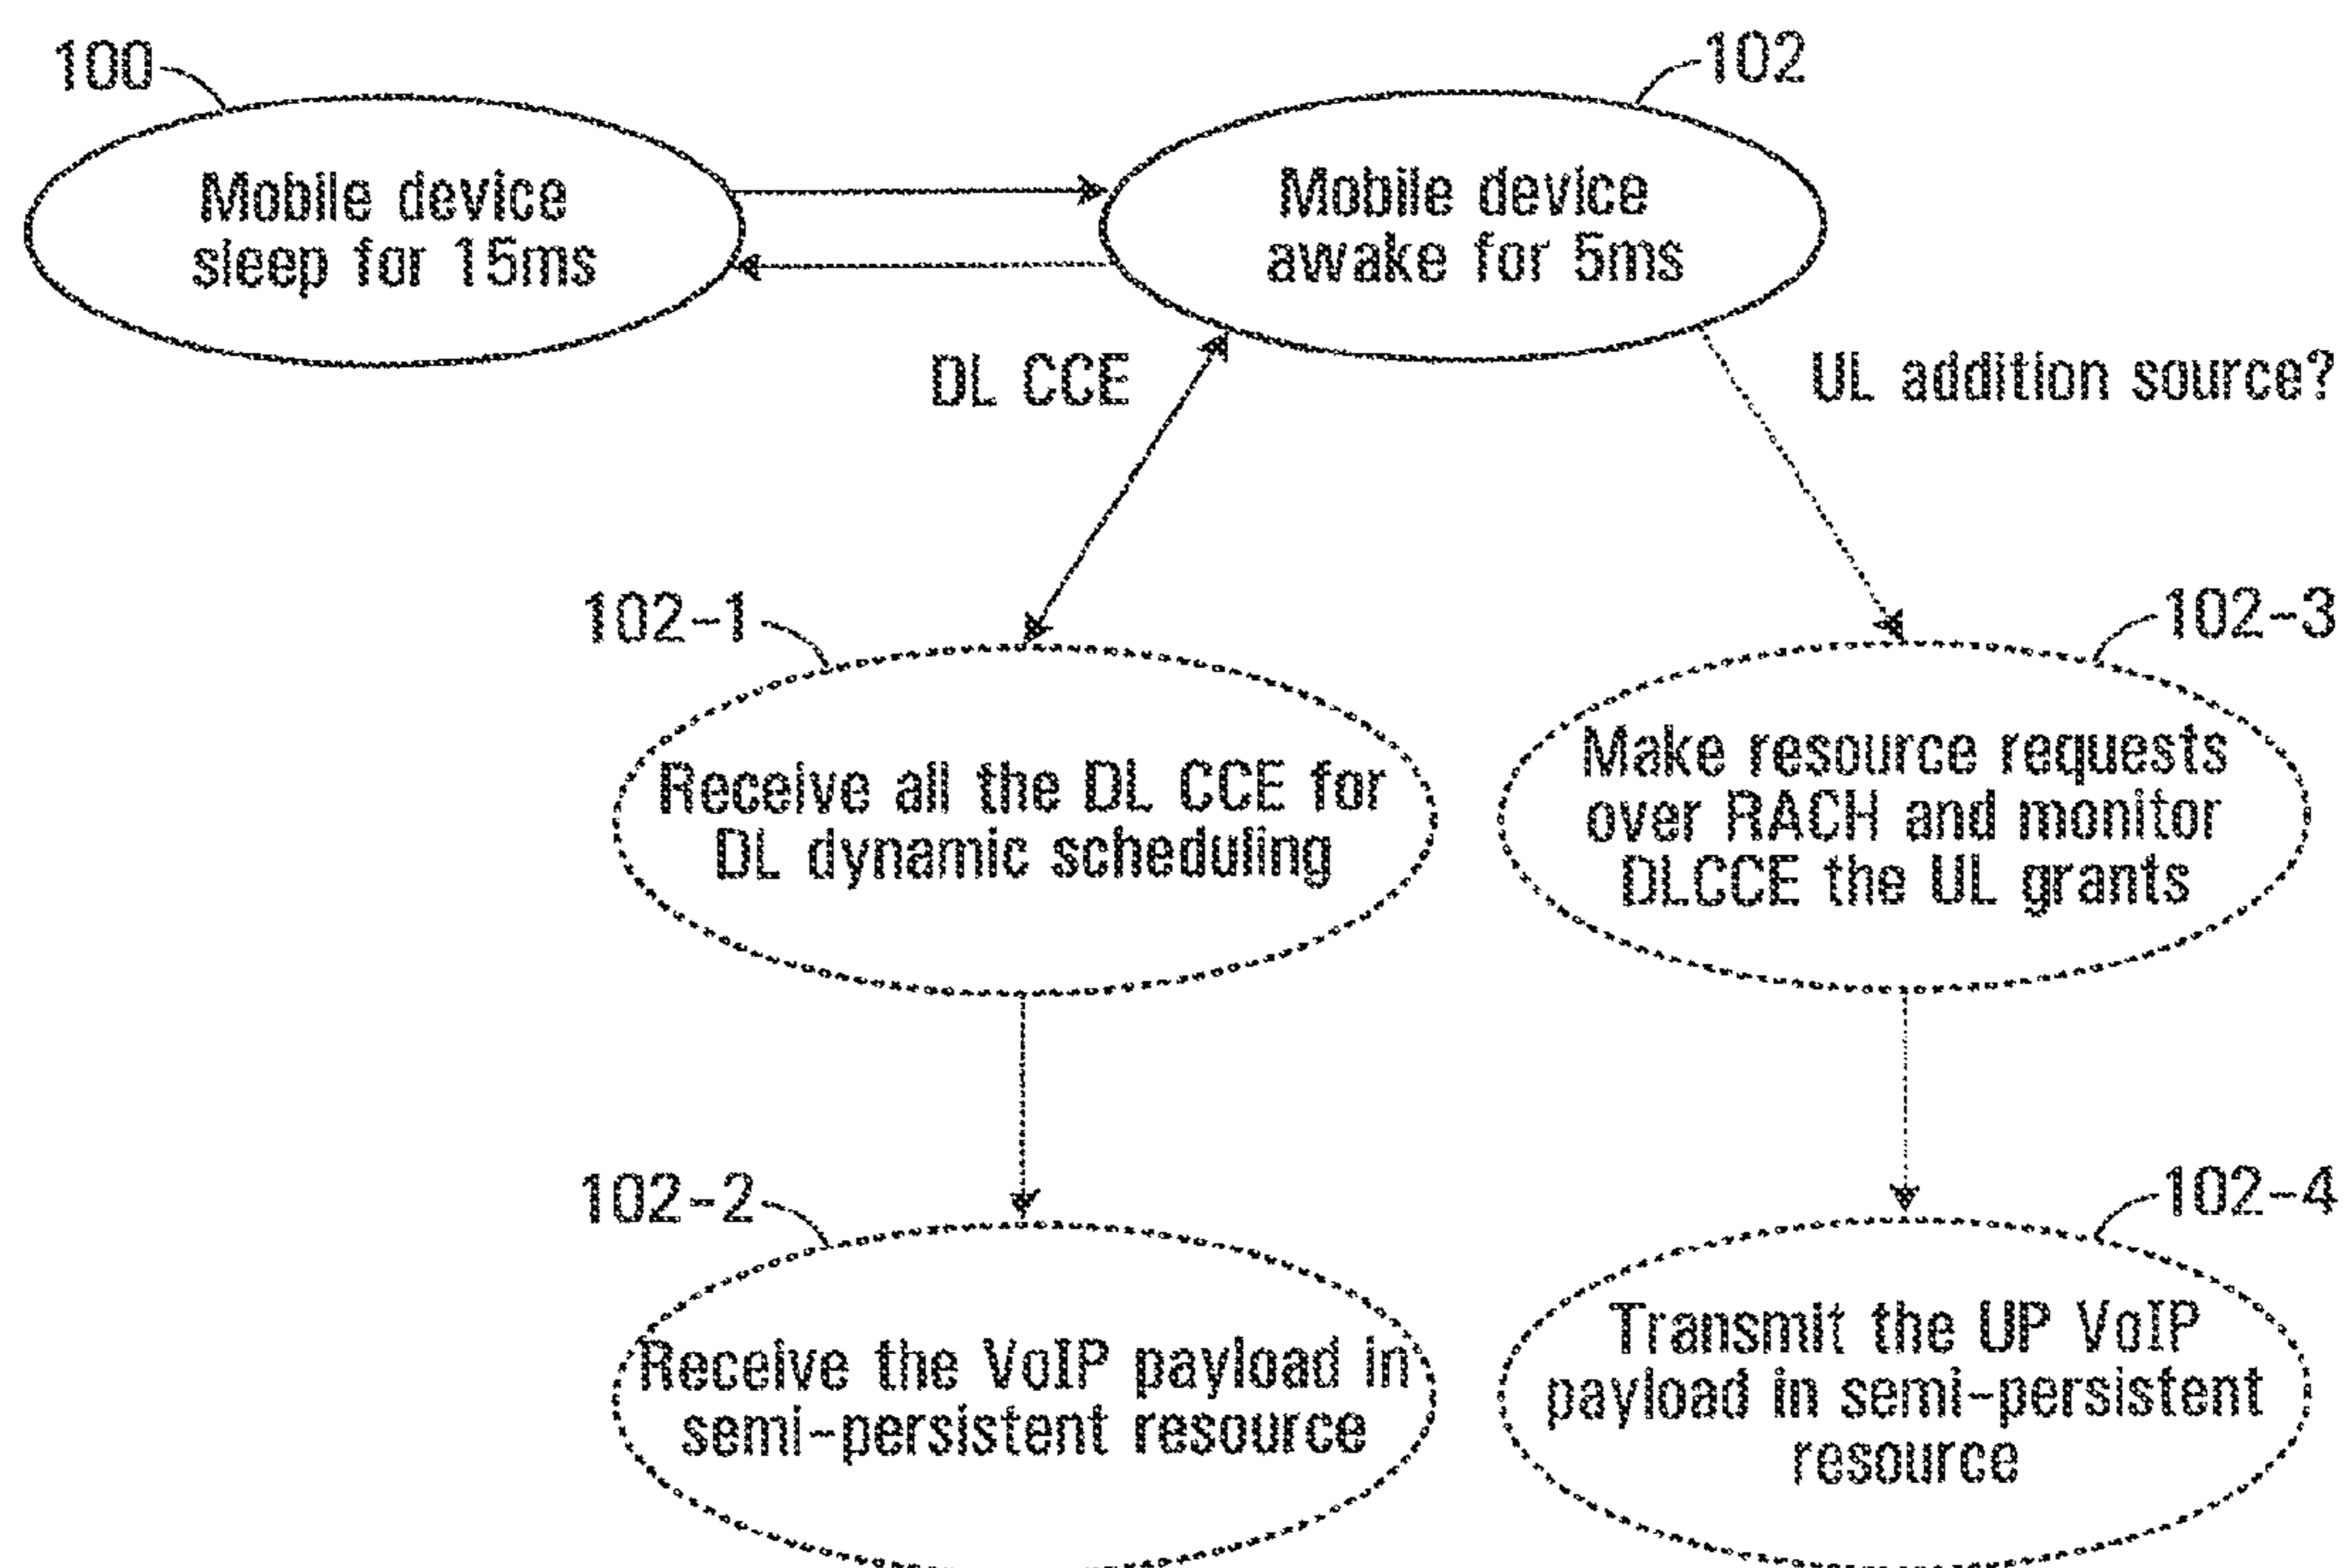 100
102
Mobile device
sleep for 15ms
Mobile device
awake for 5ms
DL CCE
UL addition source?
102-1
102-3
Receive all the DL CCE for
DL dynamic scheduling
Make resource requests
over RACH and monitor
DLCCE the UL grants
102-2
102-4
Receive the VoIP payload in
semi-persistent resource
Transmit the UP VoIP
payload in semi-persistent
resource